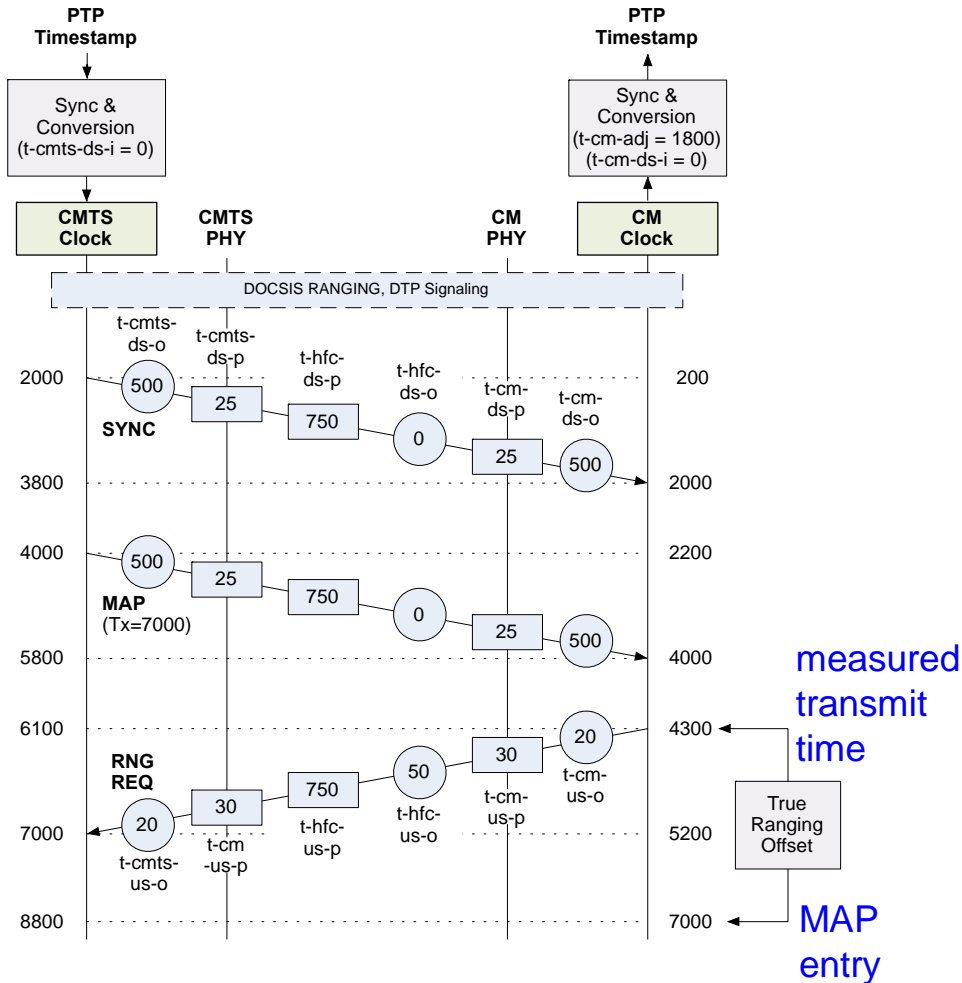 PTP
Timestamp
PTP
Timestamp
Sync &
Conversion
(t-cmts-ds-i = 0)
Sync &
Conversion
(t-cm-adj = 1800)
(t-cm-ds-i = 0)
CMTS
Clock
CMTS
PHY
CM
PHY
CM
Clock
DOCSIS RANGING, DTP Signaling
t-cmts-
ds-o
t-cmts-
ds-p
t-hfc-
ds-p
t-hfc-
ds-o
t-cm-
ds-p
t-cm-
ds-o
2000
500
25
750
0
25
500
200
SYNC
3800
2000
4000
500
25
750
0
25
500
2200
MAP
(Tx=7000)
5800
4000
measured
transmit
time
6100
4300
RNG
REQ
20
30
750
50
30
20
7000
5200
t-cmts-
us-o
t-cm
-us-p
t-hfc-
us-p
t-hfc-
us-o
t-cm-
us-p
t-cm-
us-o
True
Ranging
Offset
8800
7000
MAP
entry